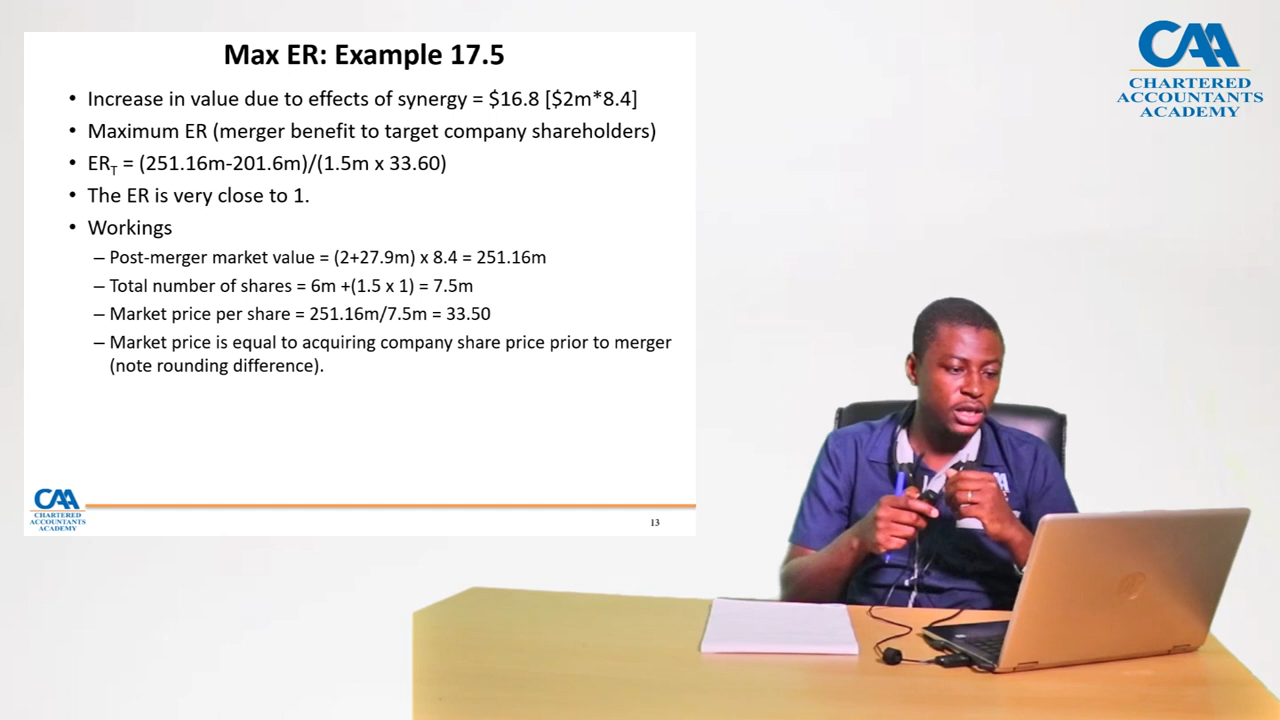 Max ER: Example 17.5
• Increase in value due to effects of synergy = $16.8 [$2m*8.4]
• Maximum ER (merger benefit to target company shareholders)
• ERT = (251.16m-201.6m)/(1.5m x 33.60)
• The ER is very close to 1.
• Workings
– Post-merger market value = (2+27.9m) x 8.4 = 251.16m
– Total number of shares = 6m +(1.5 x 1) = 7.5m
– Market price per share = 251.16m/7.5m = 33.50
– Market price is equal to acquiring company share price prior to merger
(note rounding difference).
CAA
CHARTERED
ACCOUNTANTS
ACADEMY
13
CAA
CHARTERED
ACCOUNTANTS
ACADEMY